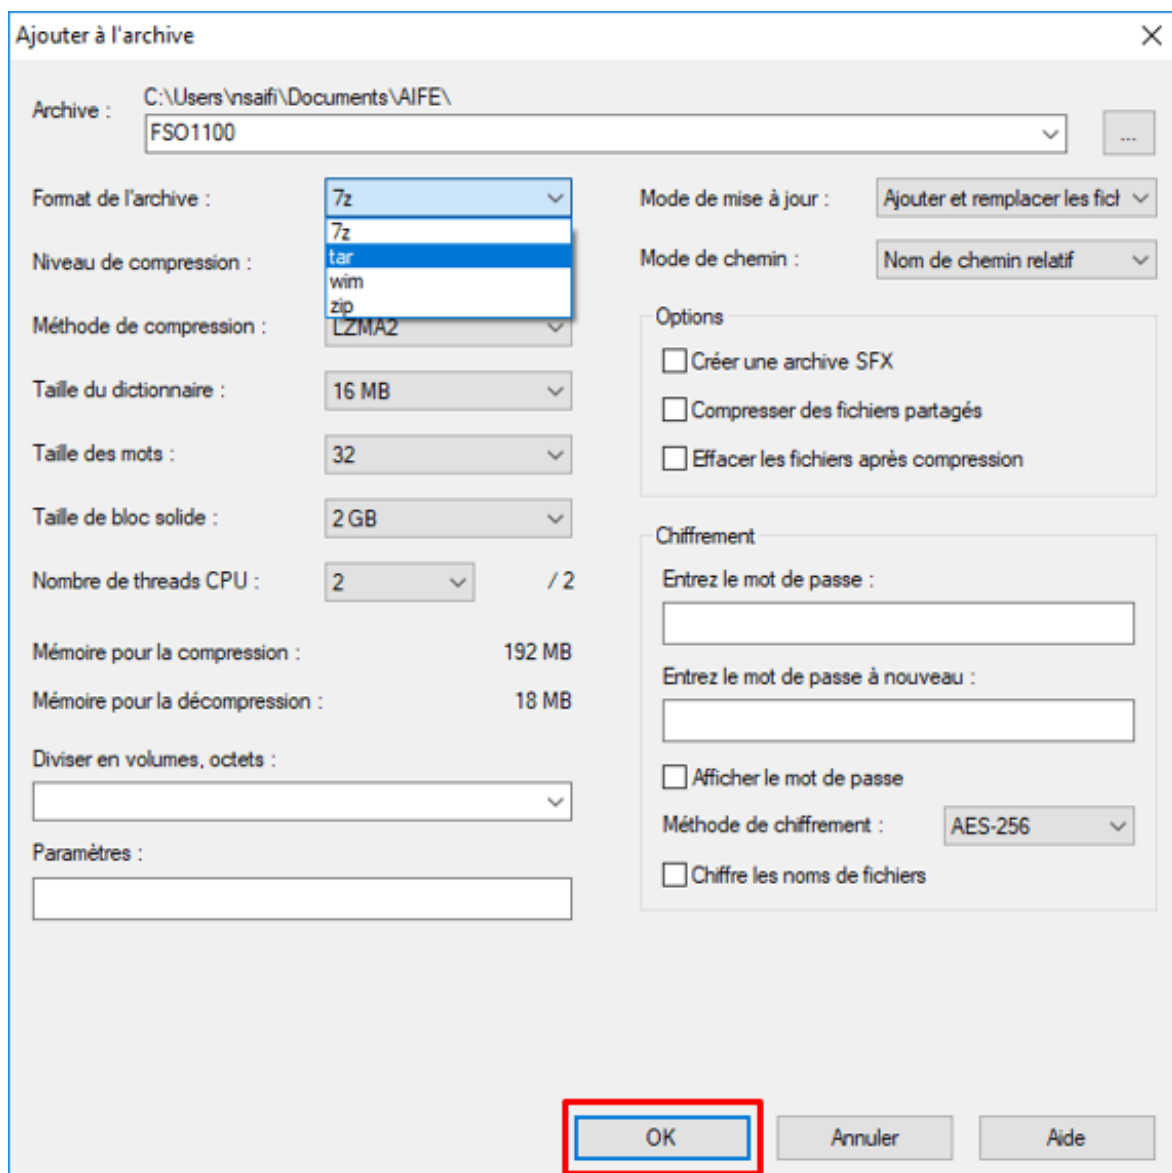 Ajouter à l'archive
Archive :
C:\Users\nsaifi\Documents\AIFE\
FSO1100
...
Format de l'archive :
7z
7z
tar
wim
zip
Niveau de compression :
Méthode de compression :
LZMA2
Taille du dictionnaire :
16 MB
Taille des mots :
32
Taille de bloc solide :
2 GB
Nombre de threads CPU :
2
/ 2
Mémoire pour la compression :
192 MB
Mémoire pour la décompression :
18 MB
Diviser en volumes, octets :
Paramètres :
Mode de mise à jour :
Ajouter et remplacer les fich
Mode de chemin :
Nom de chemin relatif
Options
Créer une archive SFX
Compresser des fichiers partagés
Effacer les fichiers après compression
Chiffrement
Entrez le mot de passe :
Entrez le mot de passe à nouveau :
Afficher le mot de passe
Méthode de chiffrement :
AES-256
Chiffre les noms de fichiers
OK
Annuler
Aide